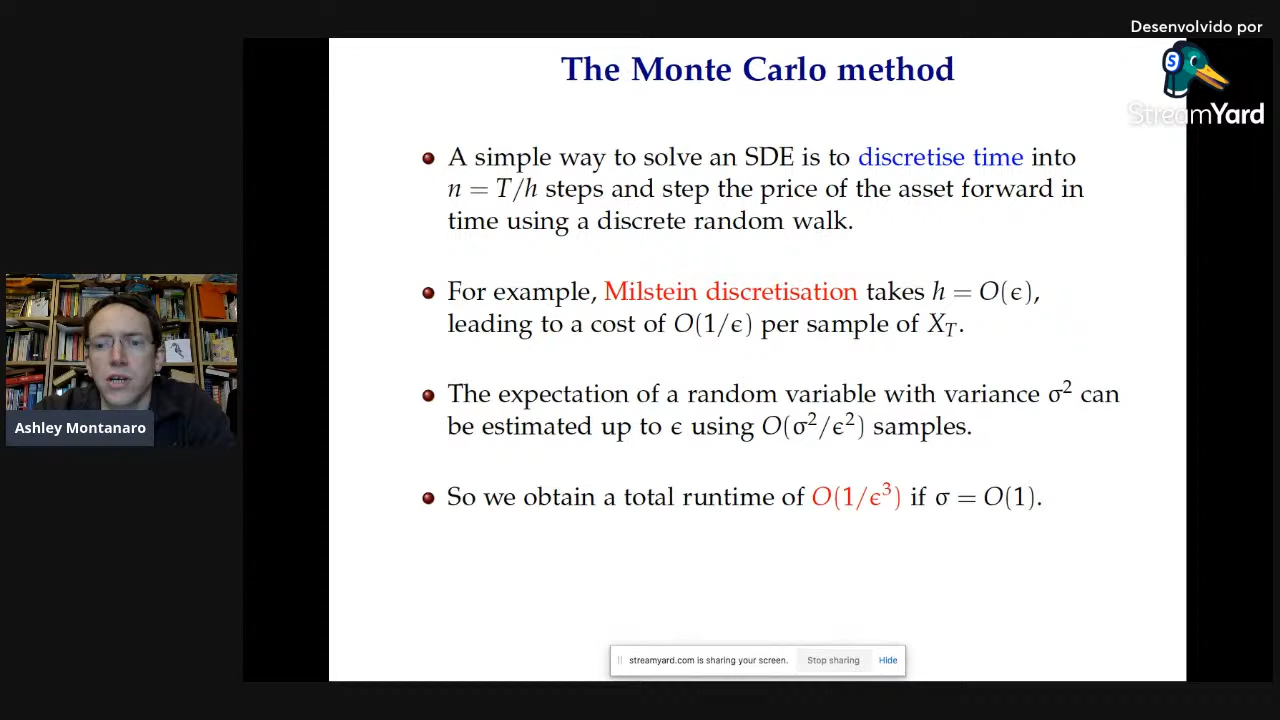 Desenvolvido por
StreamYard
The Monte Carlo method
A simple way to solve an SDE is to discretise time into
n = T/h steps and step the price of the asset forward in
time using a discrete random walk.
For example, Milstein discretisation takes h = O(ϵ),
leading to a cost of O(1/ϵ) per sample of X_T.
The expectation of a random variable with variance σ² can
be estimated up to ϵ using O(σ²/ϵ²) samples.
So we obtain a total runtime of O(1/ϵ³) if σ = O(1).
Ashley Montanaro
streamyard.com is sharing your screen. Stop sharing Hide